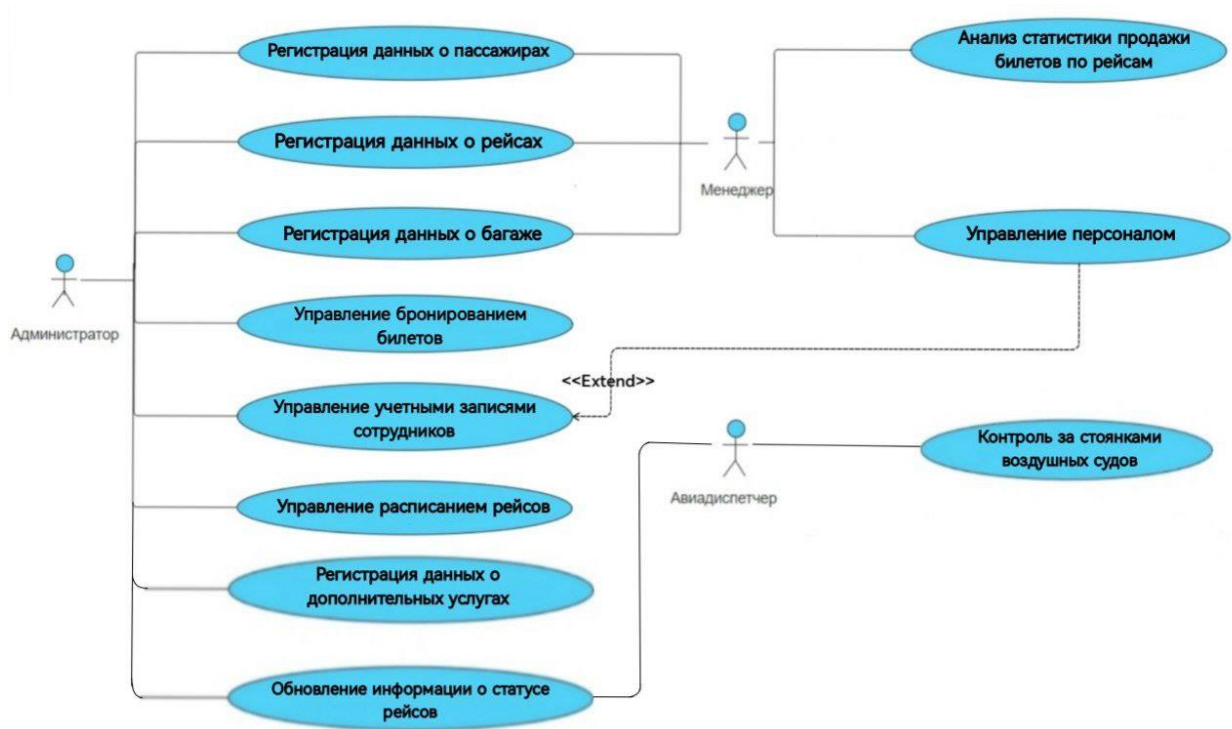 Регистрация данных о пассажирах
Анализ статистики продажи
билетов по рейсам
Регистрация данных о рейсах
Менеджер
Регистрация данных о багаже
Управление персоналом
Администратор
Управление бронированием
билетов
<<Extend>>
Управление учетными записями
сотрудников
Контроль за стоянками
воздушных судов
Авиадиспетчер
Управление расписанием рейсов
Регистрация данных о
дополнительных услугах
Обновление информации о статусе
рейсов